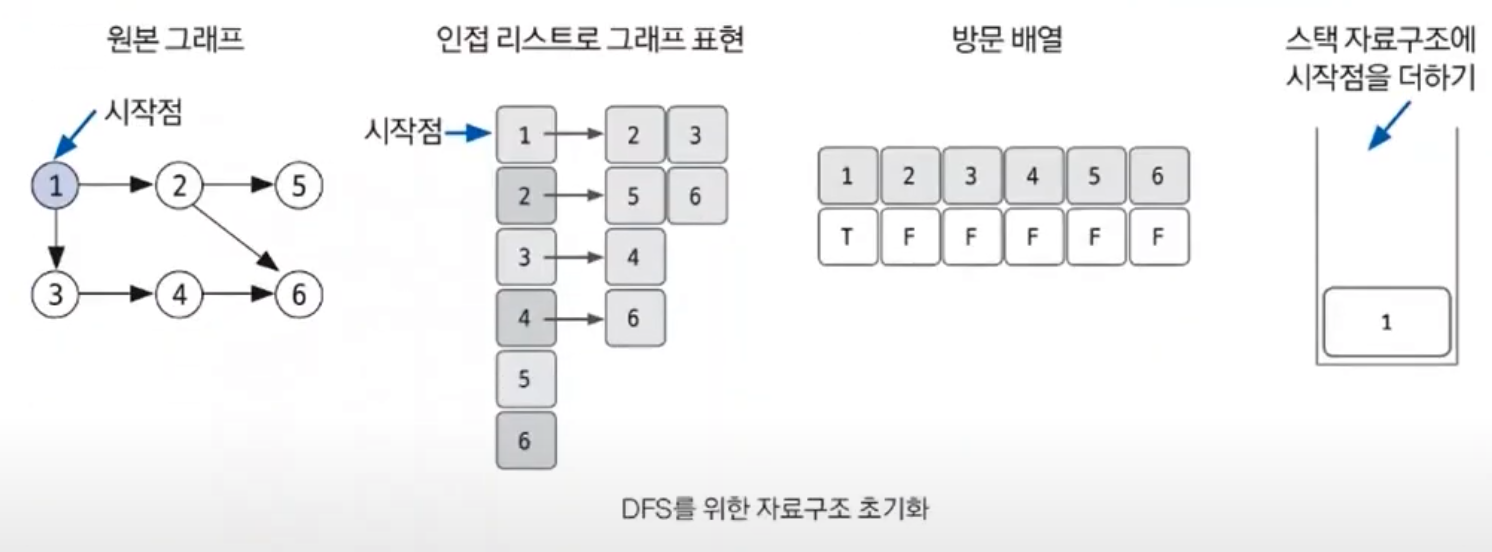 원본 그래프
시작점
1
2
5
3
4
6
인접 리스트로 그래프 표현
시작점
1 2 3
2 5 6
3 4
4 6
5
6
방문 배열
1 2 3 4 5 6
T F F F F F
스택 자료구조에
시작점을 더하기
1
DFS를 위한 자료구조 초기화